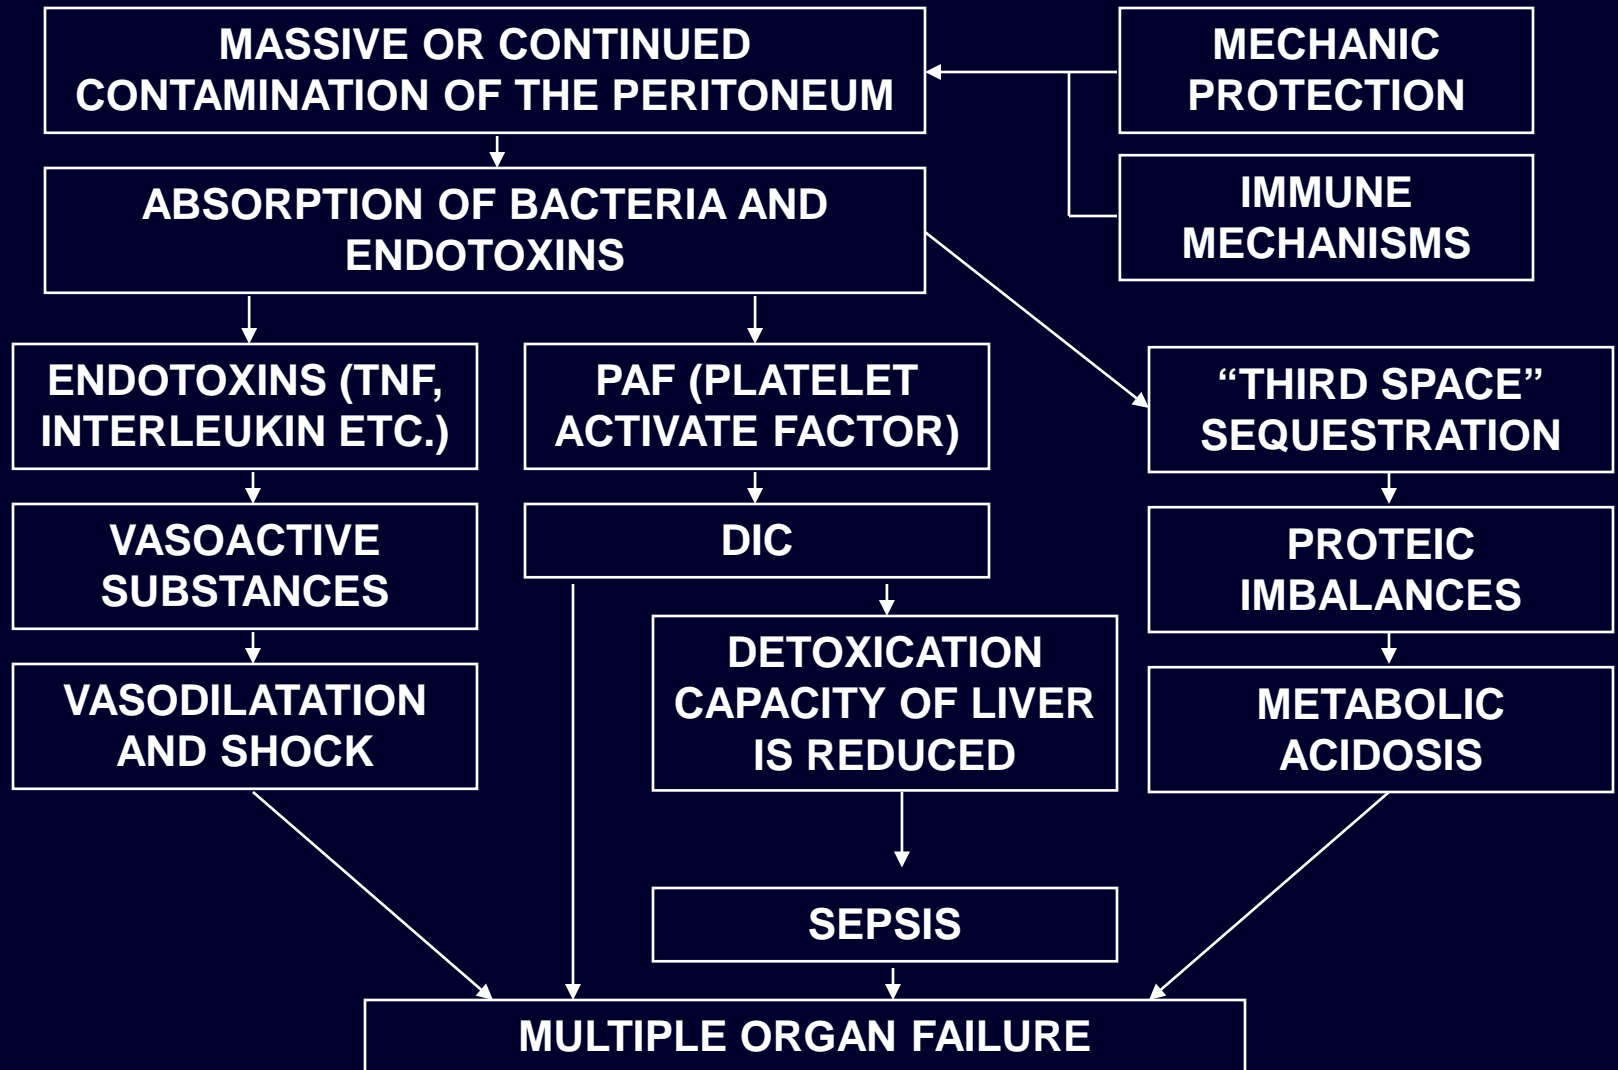 MASSIVE OR CONTINUED
CONTAMINATION OF THE PERITONEUM
MECHANIC
PROTECTION
IMMUNE
MECHANISMS
ABSORPTION OF BACTERIA AND
ENDOTOXINS
ENDOTOXINS (TNF,
INTERLEUKIN ETC.)
PAF (PLATELET
ACTIVATE FACTOR)
“THIRD SPACE”
SEQUESTRATION
VASOACTIVE
SUBSTANCES
DIC
PROTEIC
IMBALANCES
VASODILATATION
AND SHOCK
DETOXICATION
CAPACITY OF LIVER
IS REDUCED
METABOLIC
ACIDOSIS
SEPSIS
MULTIPLE ORGAN FAILURE